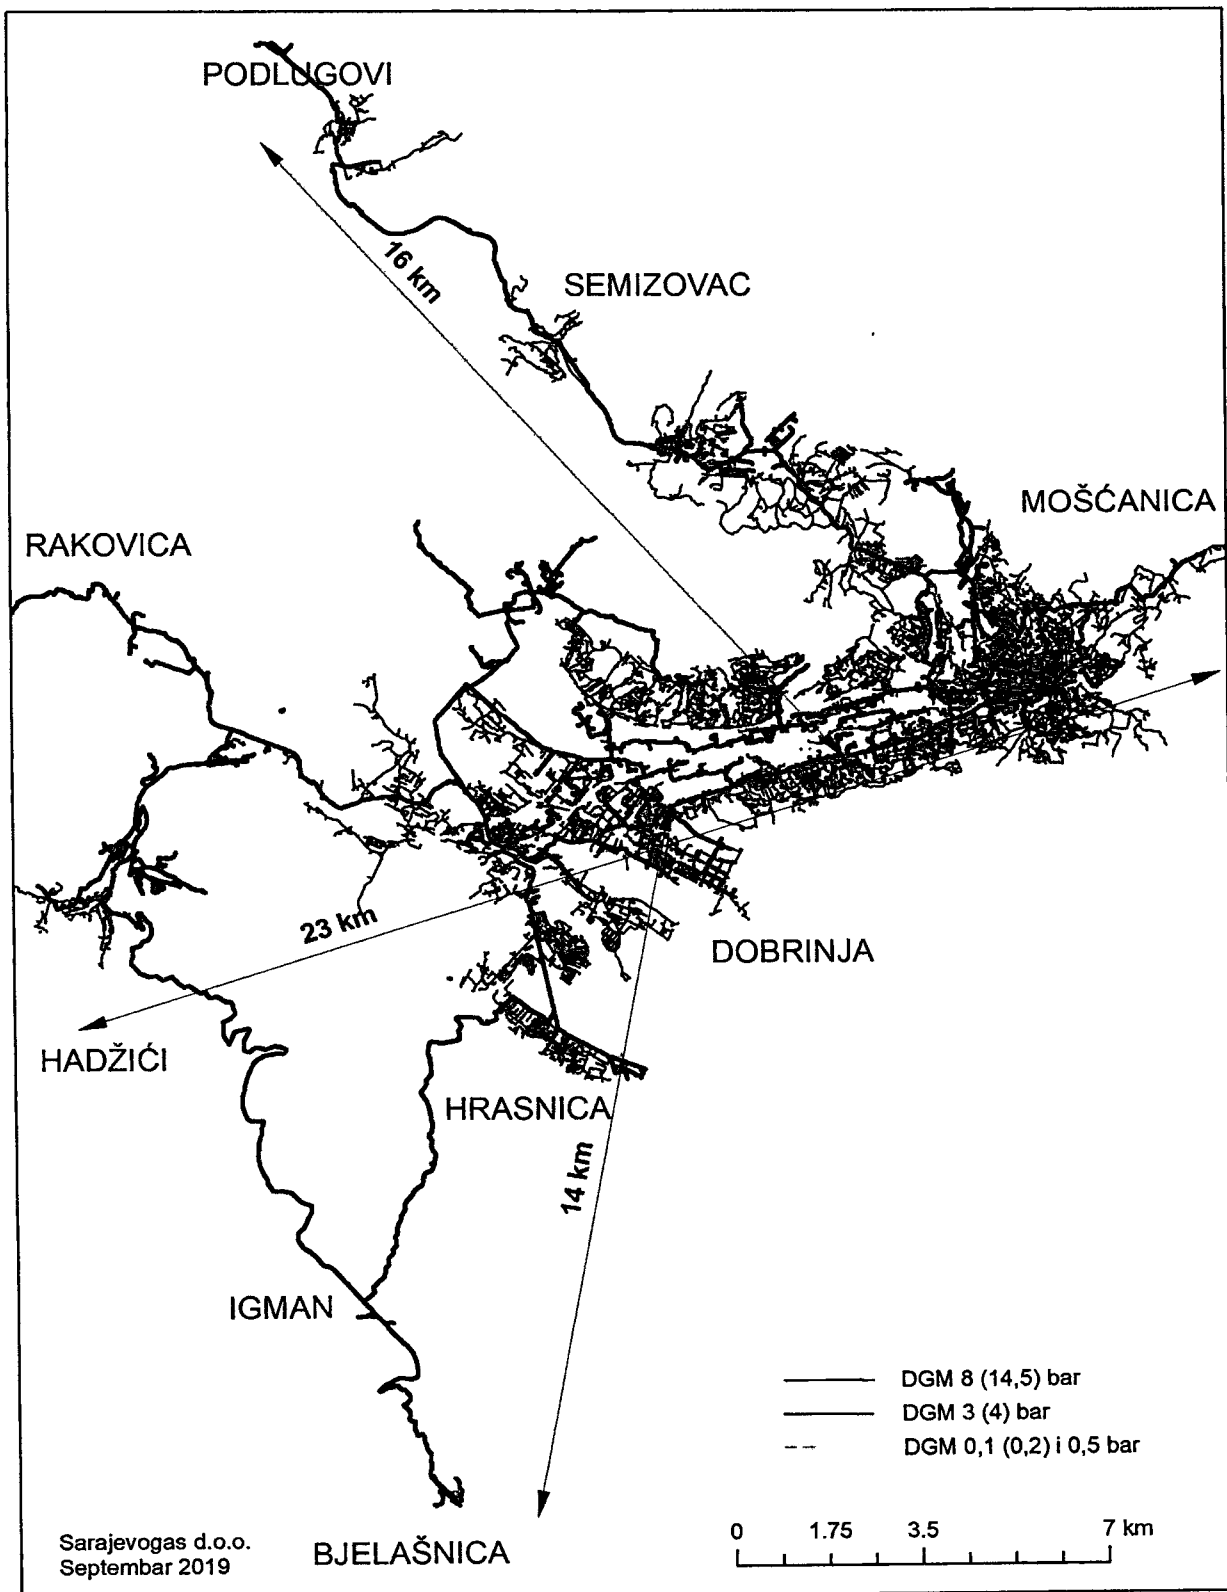 PODLUGOVI
16 km
SEMIZOVAC
MOŠĆANICA
RAKOVICA
23 km
DOBRINJA
HADŽIĆI
HRASNICA
14 km
IGMAN
DGM 8 (14,5) bar
DGM 3 (4) bar
DGM 0,1 (0,2) i 0,5 bar
0 1.75 3.5 7 km
Sarajevogas d.o.o.
Septembar 2019
BJELAŠNICA